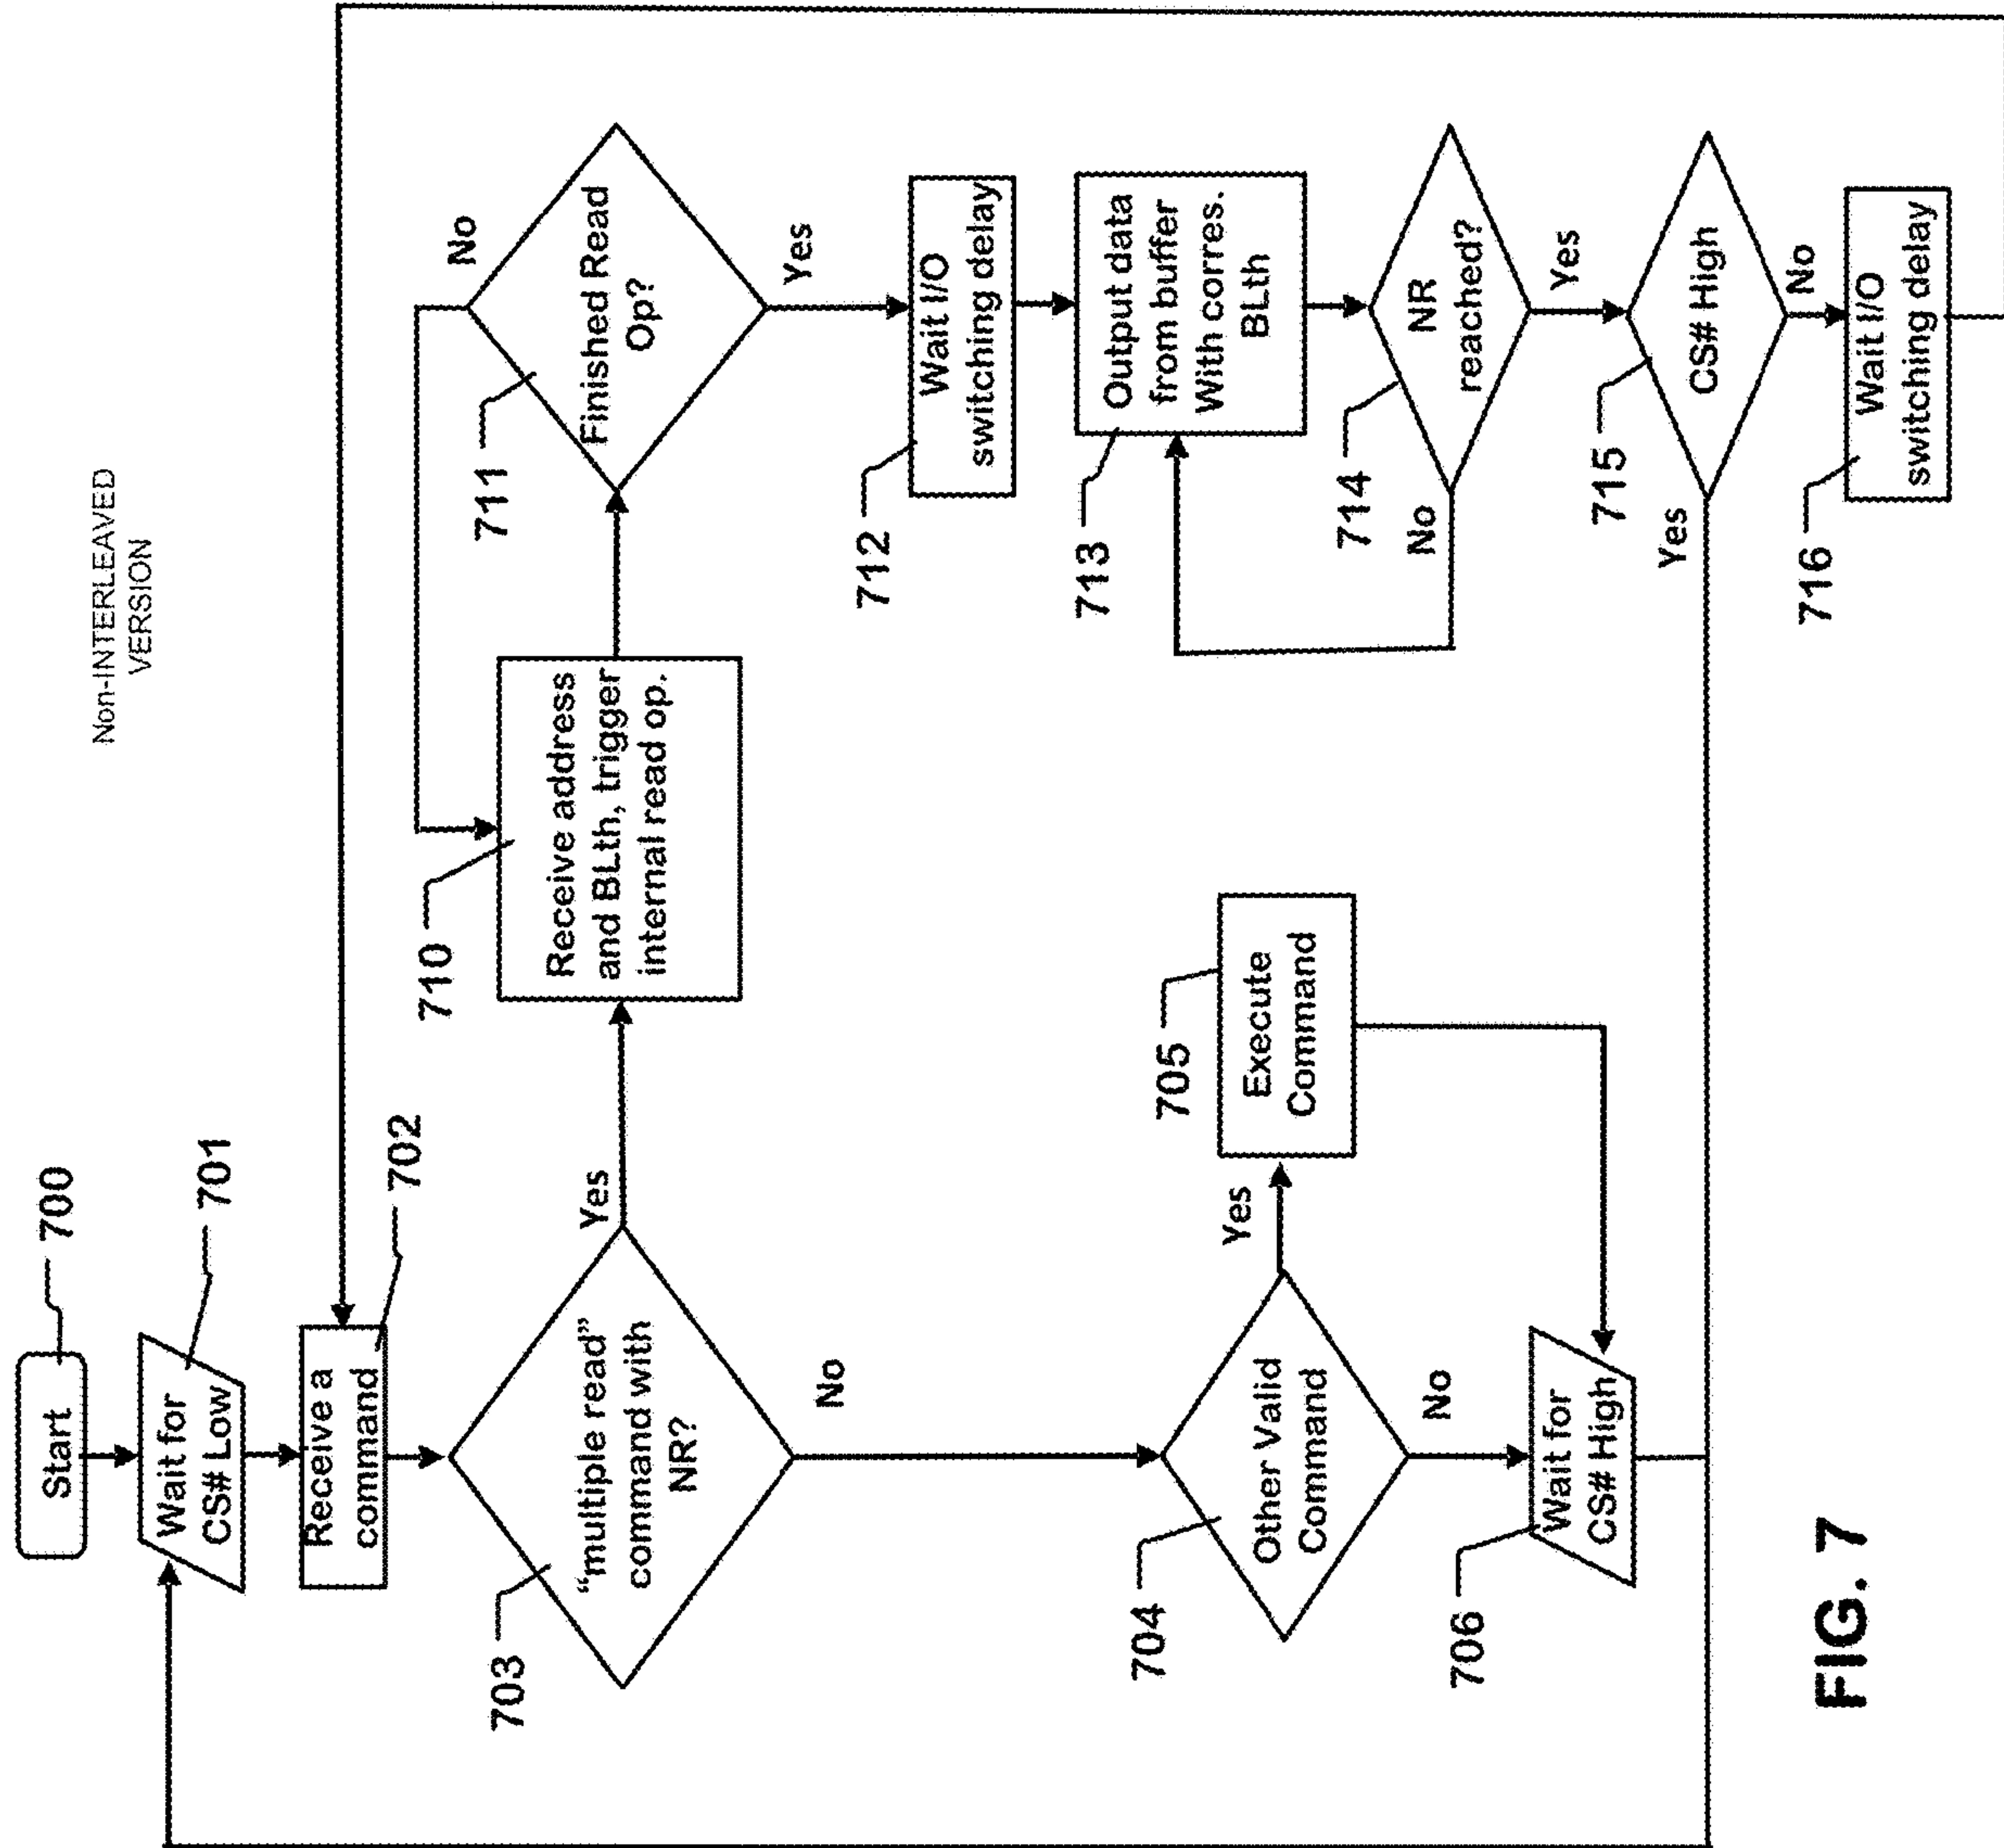 Non-INTERLEAVED
VERSION
Start
700
Wait for
CS# Low
701
Receive a
command
702
"multiple read"
command with
NR?
703
Yes
No
Receive address
and BLth, trigger
internal read op.
710
Finished Read
Op?
711
No
Yes
Wait I/O
switching delay
712
Output data
from buffer
With corres.
BLth
713
NR
reached?
714
No
Yes
CS# High
715
Yes
No
Wait I/O
switching delay
716
Other Valid
Command
704
Yes
No
Execute
Command
705
Wait for
CS# High
706
FIG. 7